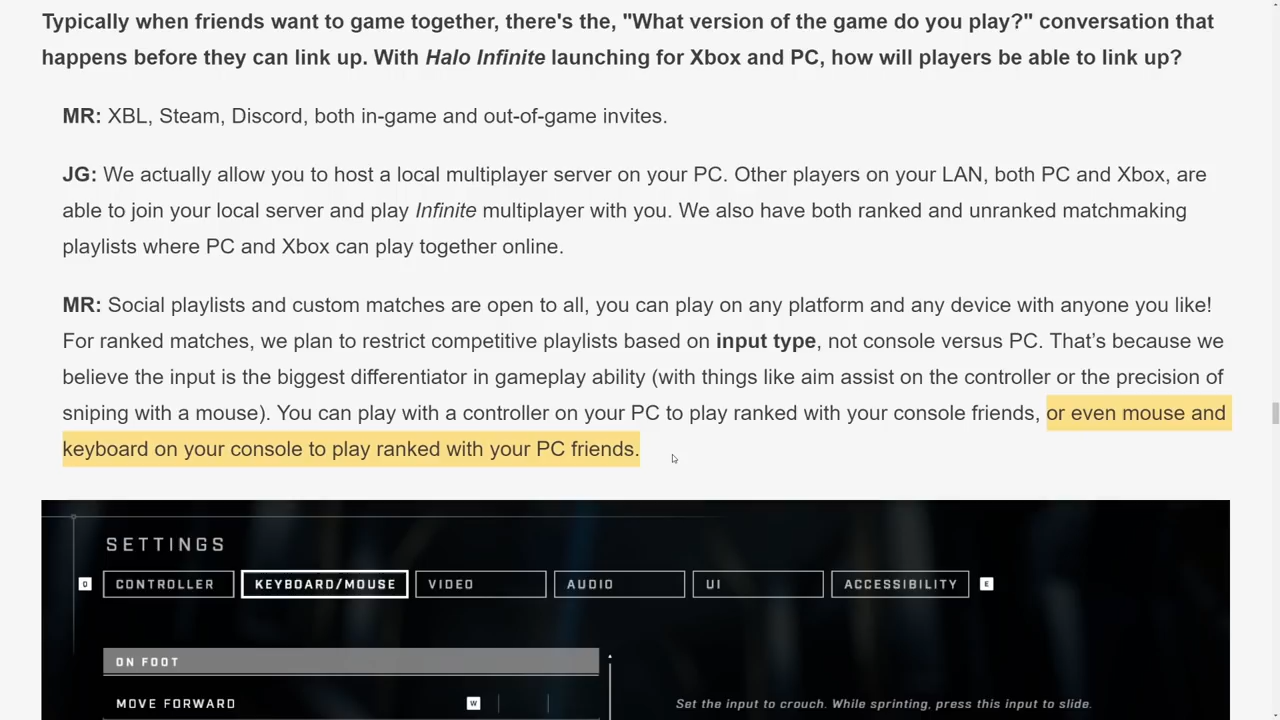 Typically when friends want to game together, there's the, "What version of the game do you play?" conversation that
happens before they can link up. With Halo Infinite launching for Xbox and PC, how will players be able to link up?
MR: XBL, Steam, Discord, both in-game and out-of-game invites.
JG: We actually allow you to host a local multiplayer server on your PC. Other players on your LAN, both PC and Xbox, are
able to join your local server and play Infinite multiplayer with you. We also have both ranked and unranked matchmaking
playlists where PC and Xbox can play together online.
MR: Social playlists and custom matches are open to all, you can play on any platform and any device with anyone you like!
For ranked matches, we plan to restrict competitive playlists based on input type, not console versus PC. That’s because we
believe the input is the biggest differentiator in gameplay ability (with things like aim assist on the controller or the precision of
sniping with a mouse). You can play with a controller on your PC to play ranked with your console friends, or even mouse and
keyboard on your console to play ranked with your PC friends.
SETTINGS
Q CONTROLLER KEYBOARD/MOUSE VIDEO AUDIO UI ACCESSIBILITY E
ON FOOT
MOVE FORWARD W Set the input to crouch. While sprinting, press this input to slide.